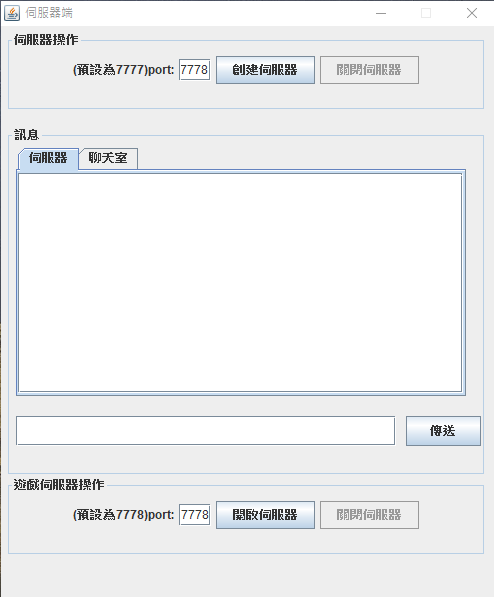 伺服器端
伺服器操作
(預設為7777)port: 7778 創建伺服器 關閉伺服器
訊息
伺服器 聊天室
傳送
遊戲伺服器操作
(預設為7778)port: 7778 開啟伺服器 關閉伺服器